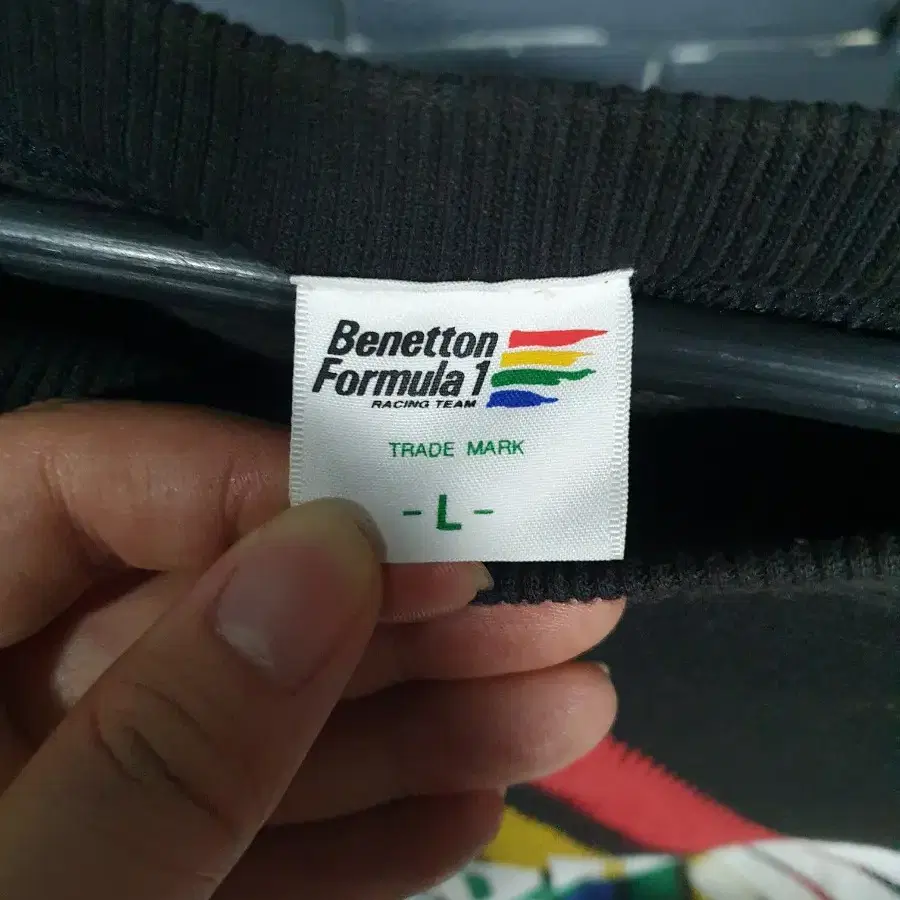 Benetton
Formula 1
RACING TEAM
TRADE MARK
- L -